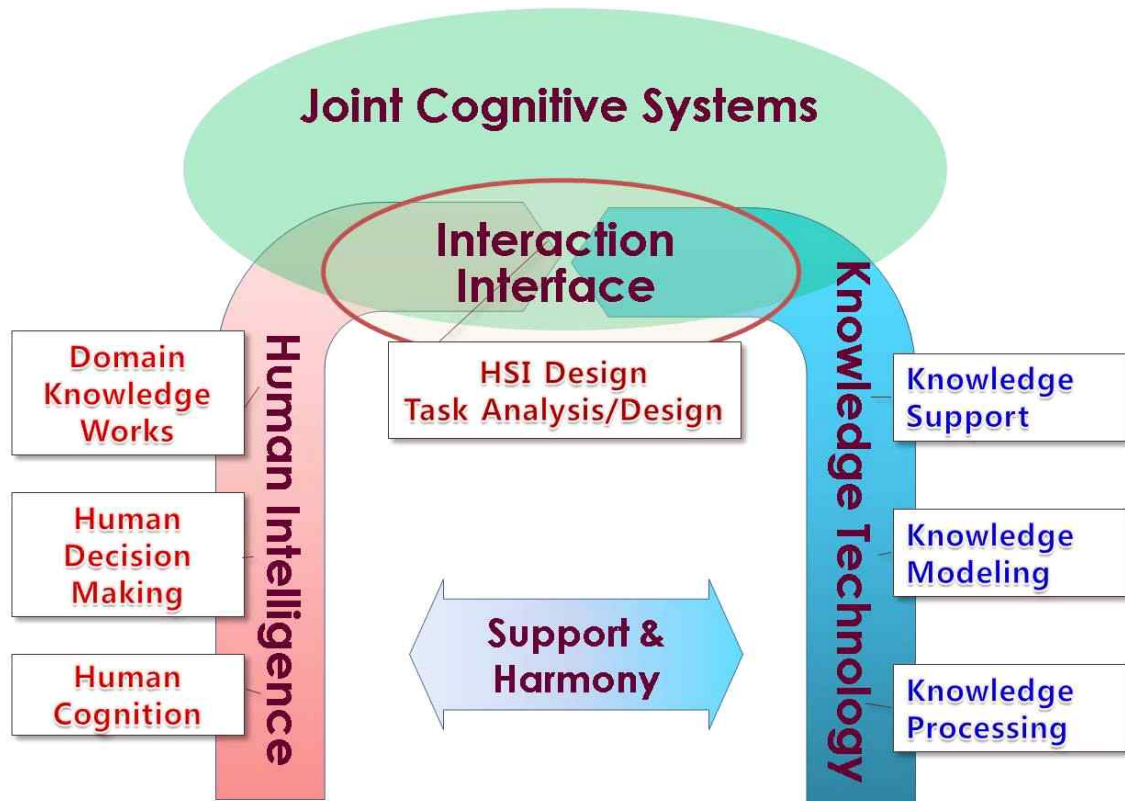 Joint Cognitive Systems
Interaction
Interface
HSI Design
Task Analysis/Design
Human Intelligence
Domain
Knowledge
Works
Human
Decision
Making
Human
Cognition
Support &
Harmony
Knowledge Technology
Knowledge
Support
Knowledge
Modeling
Knowledge
Processing